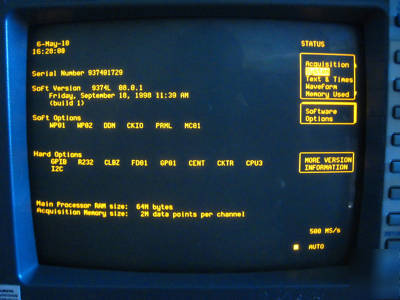 6-May-10
16:28:08
STATUS
Acquisition
System
Text & Times
Waveform
Memory Used
Software
Options
MORE VERSION
INFORMATION
Serial Number 937401729
Soft Version 9374L 08.0.1
Friday, September 18, 1998 11:39 AM
(build 1)
Soft Options
WP01 WP02 DDM CKIO PRML MC01
Hard Options
GPIB R232 CLBZ FD01 GP01 CENT CKTR CPU3
I2C
Main Processor RAM size: 64M bytes
Acquisition Memory size: 2M data points per channel
500 MS/s
AUTO